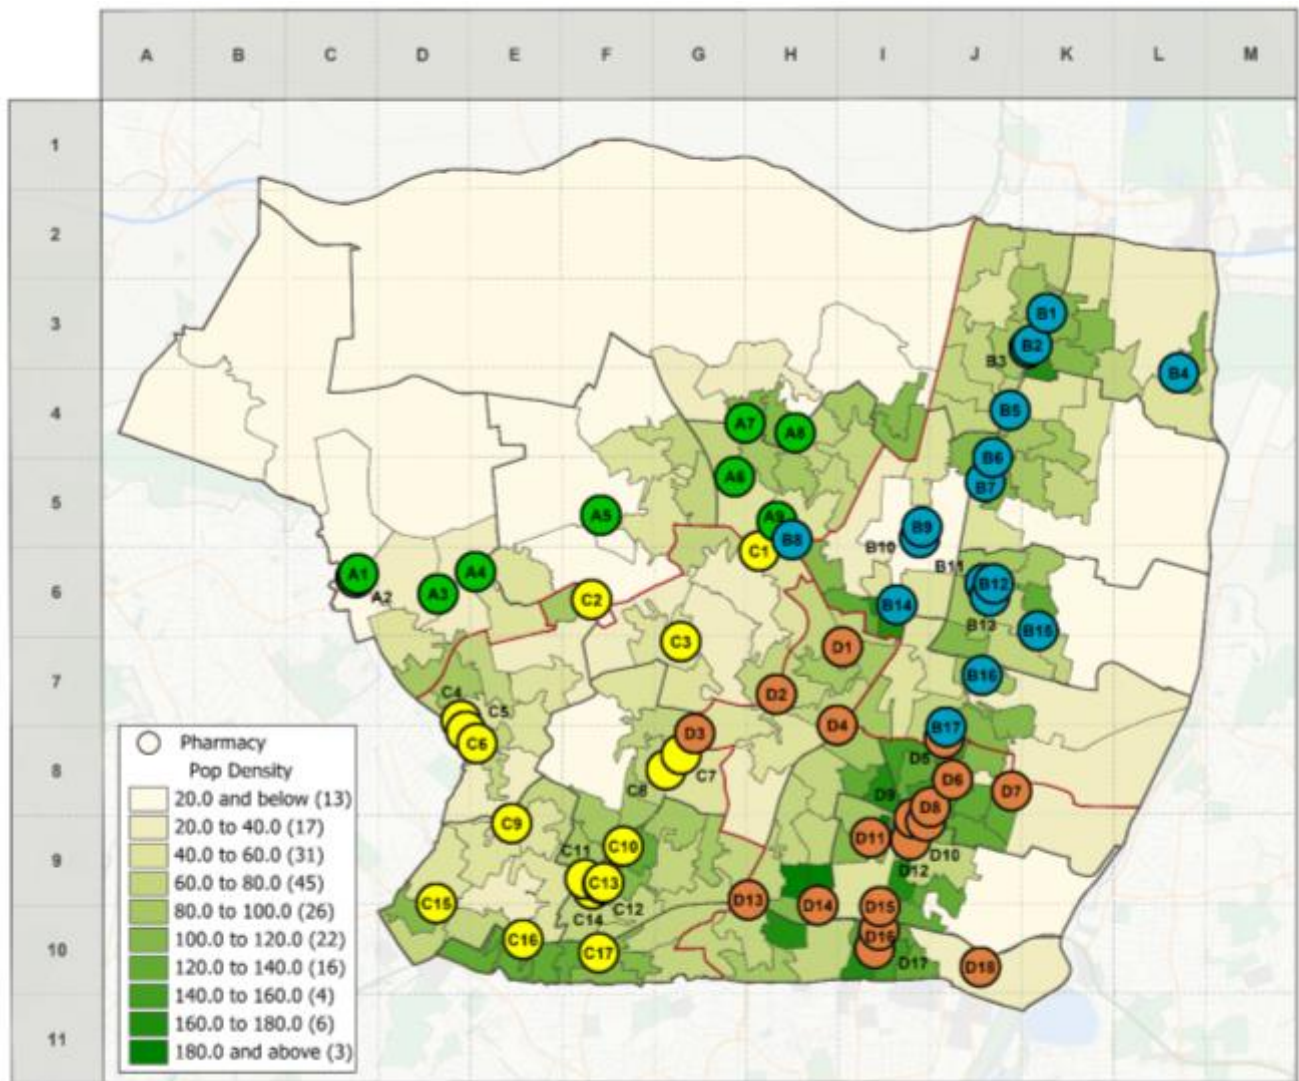 A B C D E F G H I J K L M
1
2
3
4
5
6
7
8
9
10
11
B1
B2
B3
B4
B5
A7
A8
B6
A6
B7
A5
A9
B9
B8
B10
C1
B11
A1
A4
B12
A2
A3
C2
B14
B13
B15
C3
D1
B16
D2
C4
C5
D4
B17
D3
C6
D5
C7
D6
C8
D7
D9
D8
C9
D11
C10
D10
C11
D12
C13
C15
D13
D14
D15
C14
C12
C16
D16
C17
D17
D18
Pharmacy
Pop Density
20.0 and below (13)
20.0 to 40.0 (17)
40.0 to 60.0 (31)
60.0 to 80.0 (45)
80.0 to 100.0 (26)
100.0 to 120.0 (22)
120.0 to 140.0 (16)
140.0 to 160.0 (4)
160.0 to 180.0 (6)
180.0 and above (3)